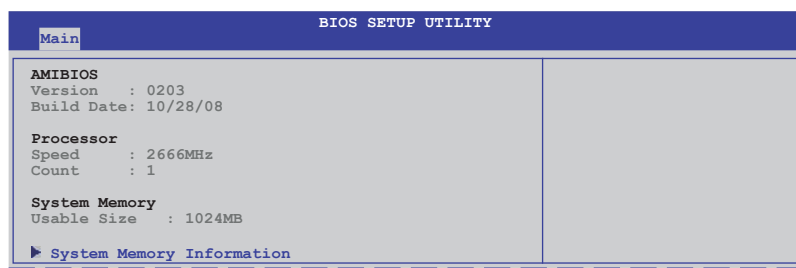 BIOS SETUP UTILITY
Main
AMIBIOS
Version : 0203
Build Date: 10/28/08
Processor
Speed : 2666MHz
Count : 1
System Memory
Usable Size : 1024MB
System Memory Information